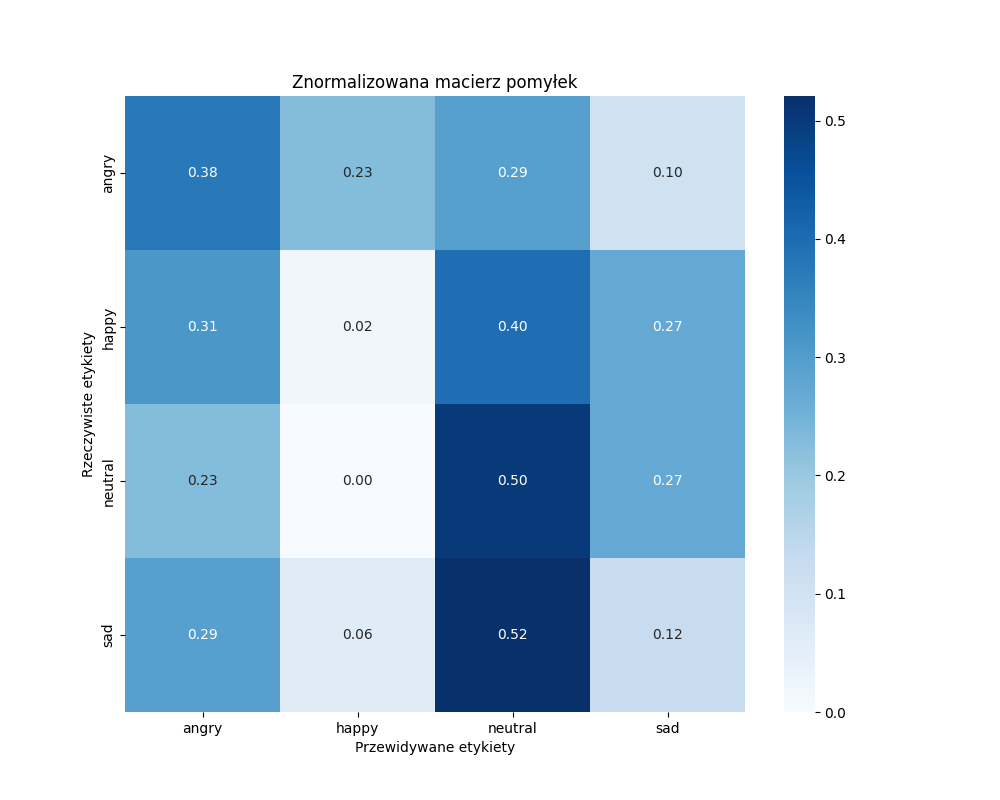 Znormalizowana macierz pomyłek
Rzeczywiste etykiety
angry 0.38 0.23 0.29 0.10
happy 0.31 0.02 0.40 0.27
neutral 0.23 0.00 0.50 0.27
sad 0.29 0.06 0.52 0.12
angry happy neutral sad
Przewidywane etykiety
0.5
0.4
0.3
0.2
0.1
0.0